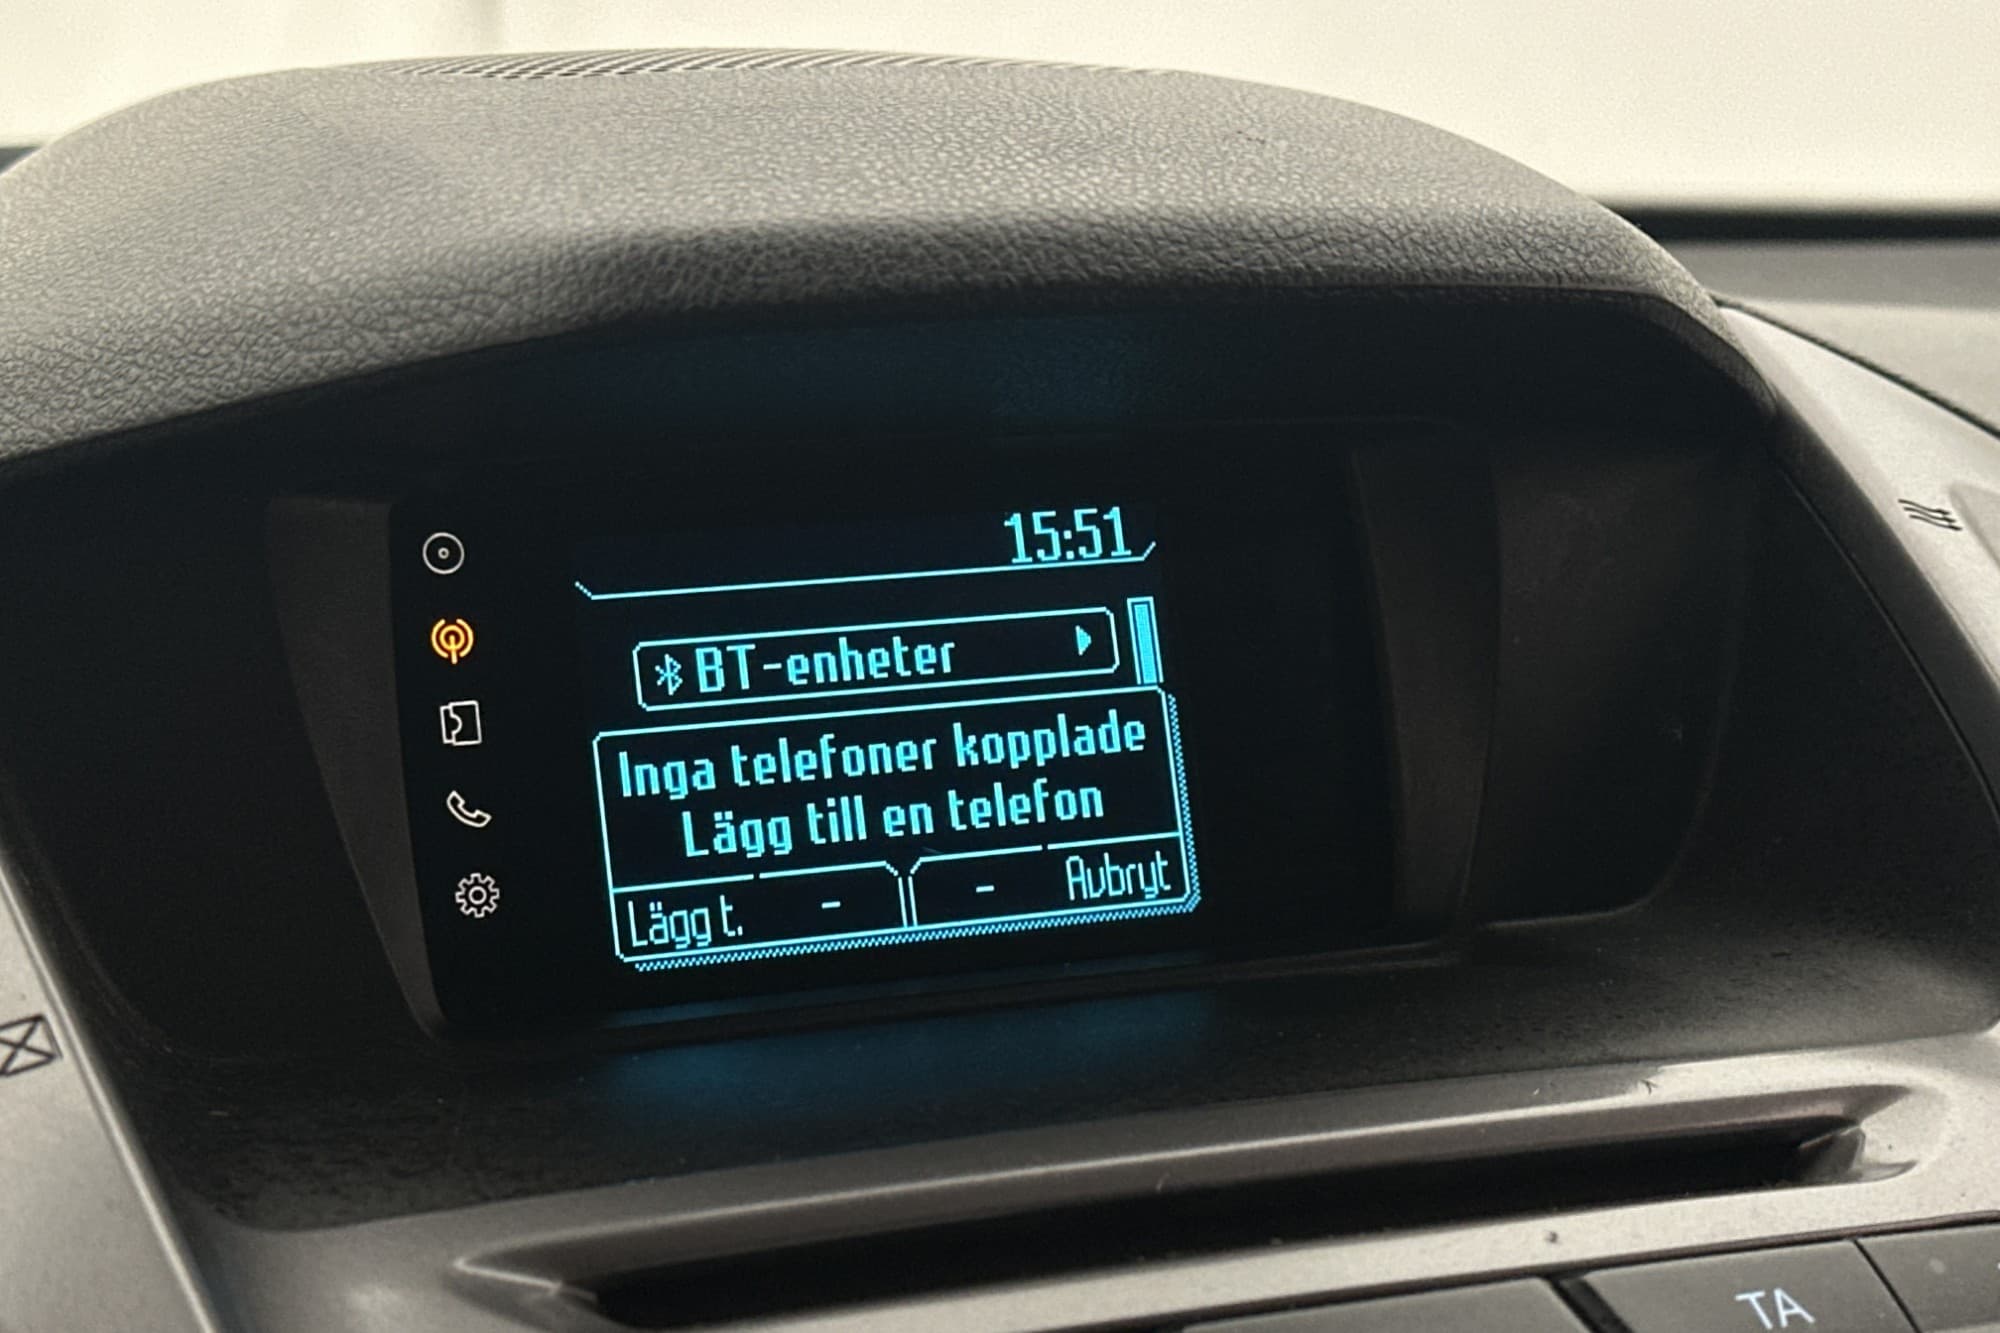 15:51
BT-enheter
Inga telefoner kopplade
Lägg till en telefon
Lägg t. - - Avbryt
TA